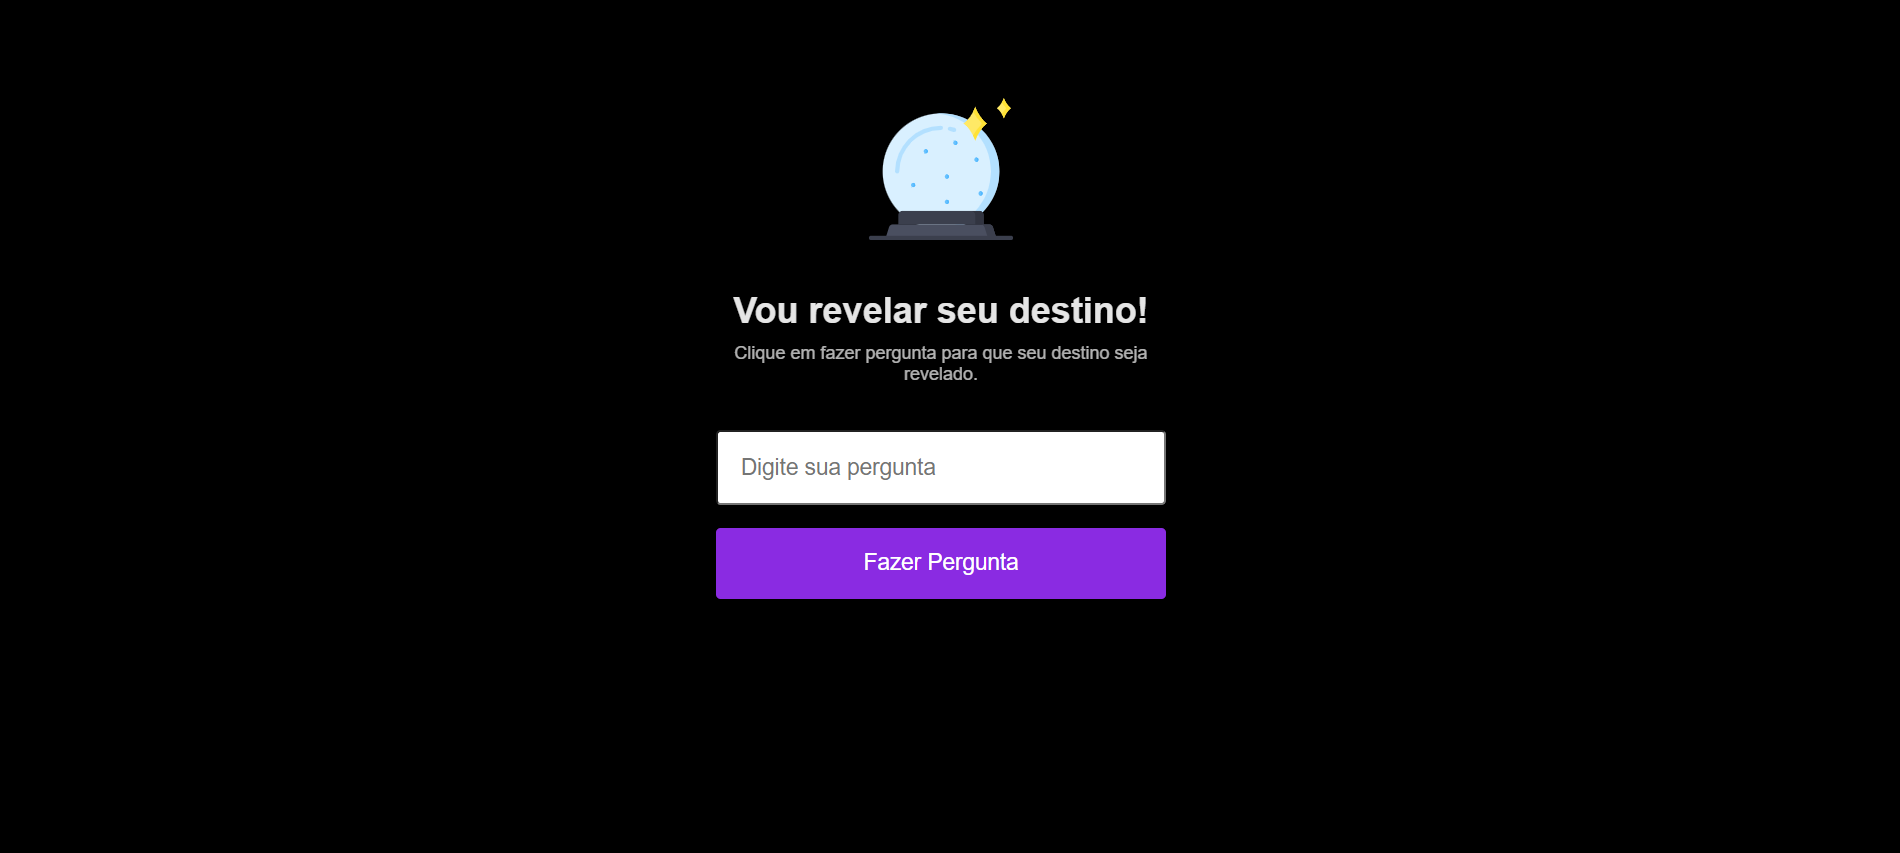 Vou revelar seu destino!
Clique em fazer pergunta para que seu destino seja
revelado.
Digite sua pergunta
Fazer Pergunta